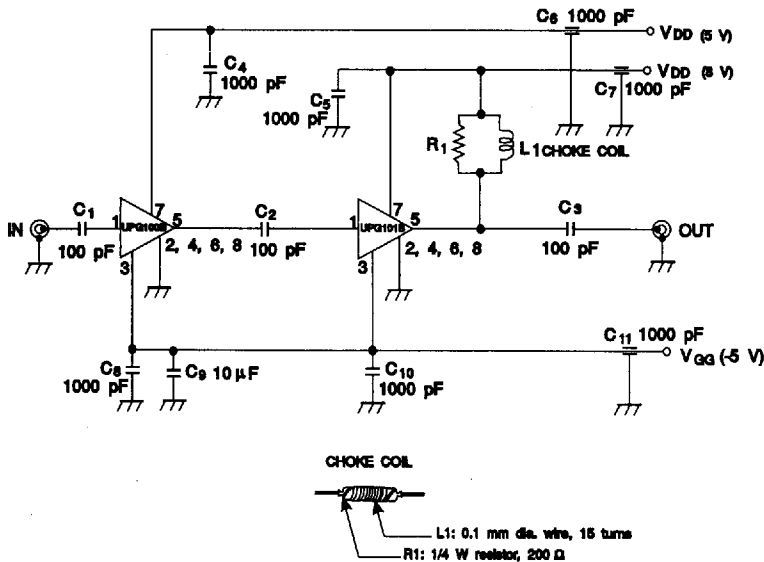 C6 1000 pF
VDD (5 V)
C4
1000 pF
VDD (8 V)
C5
1000 pF
C7 1000 pF
R1
L1 CHOKE COIL
IN
C1
100 pF
1
7
UPG100B
5
2, 4, 6, 8
3
C2
100 pF
1
7
UPG101B
5
2, 4, 6, 8
3
C3
100 pF
OUT
C8
1000 pF
C9 10 µF
C10
1000 pF
C11 1000 pF
VGG (-5 V)
CHOKE COIL
L1: 0.1 mm dia. wire, 15 turns
R1: 1/4 W resistor, 200 Ω